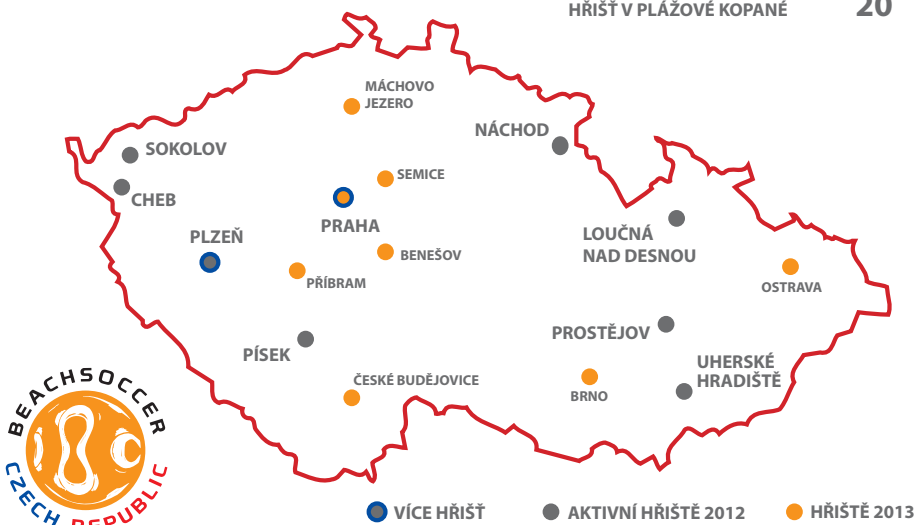 HŘIŠŤ V PLÁŽOVÉ KOPANÉ 20
MÁCHOVO
JEZERO
NÁCHOD
SOKOLOV
SEMICE
CHEB
PRAHA
PLZEŇ
LOUČNÁ
NAD DESNOU
BENEŠOV
PŘÍBRAM
OSTRAVA
PROSTĚJOV
PÍSEK
UHERSKÉ
HRADIŠTĚ
ČESKÉ BUDĚJOVICE
BRNO
BEACHSOCCER
CZECH REPUBLIC
VÍCE HŘIŠŤ
AKTIVNÍ HŘIŠTĚ 2012
HŘIŠTĚ 2013